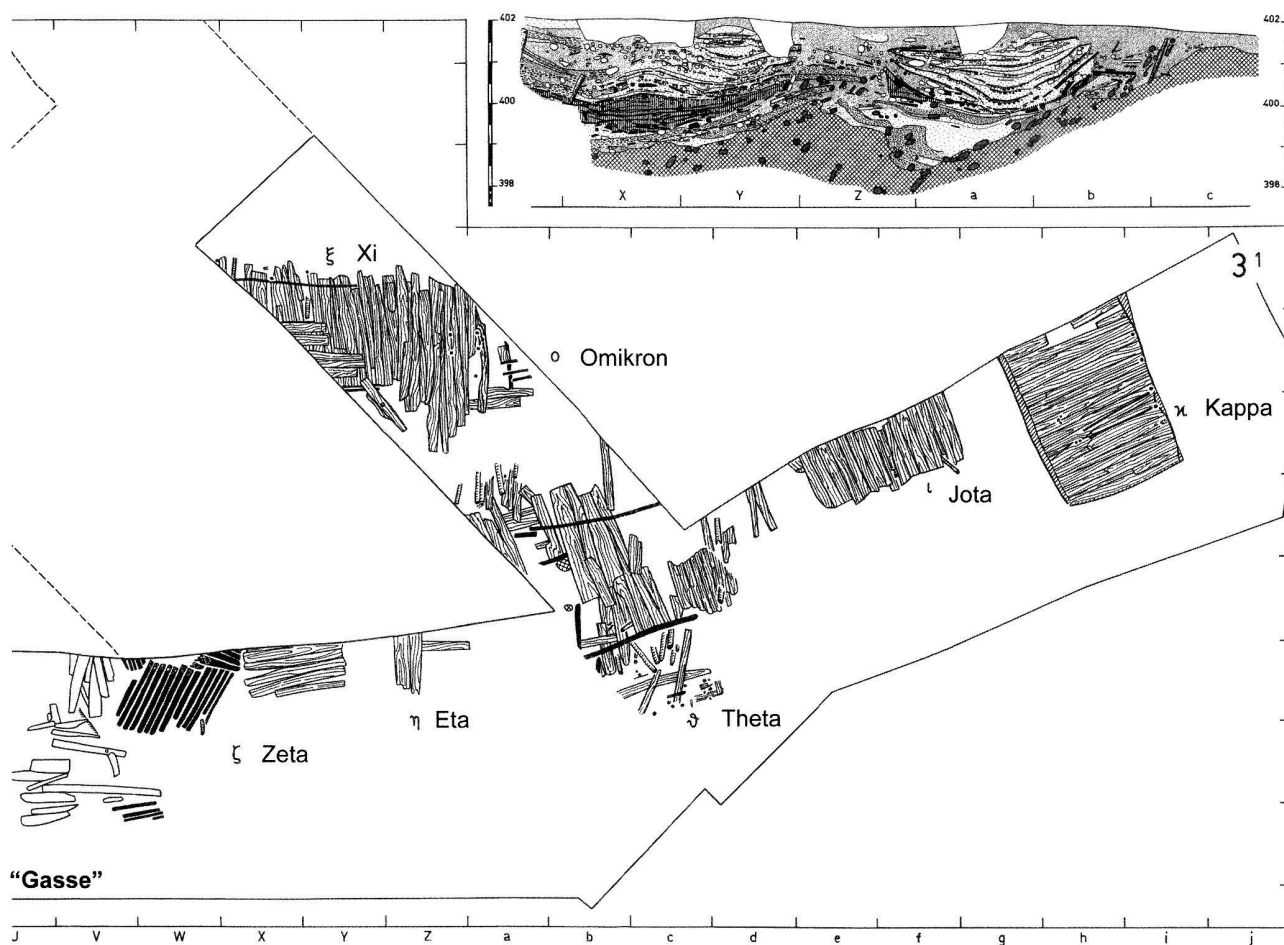 402
400
398
402
400
398
X Y Z a b c
3¹
ξ Xi
ο Omikron
ϰ Kappa
ι Jota
η Eta
ϑ Theta
ζ Zeta
"Gasse"
J V W X Y Z a b c d e f g h i j